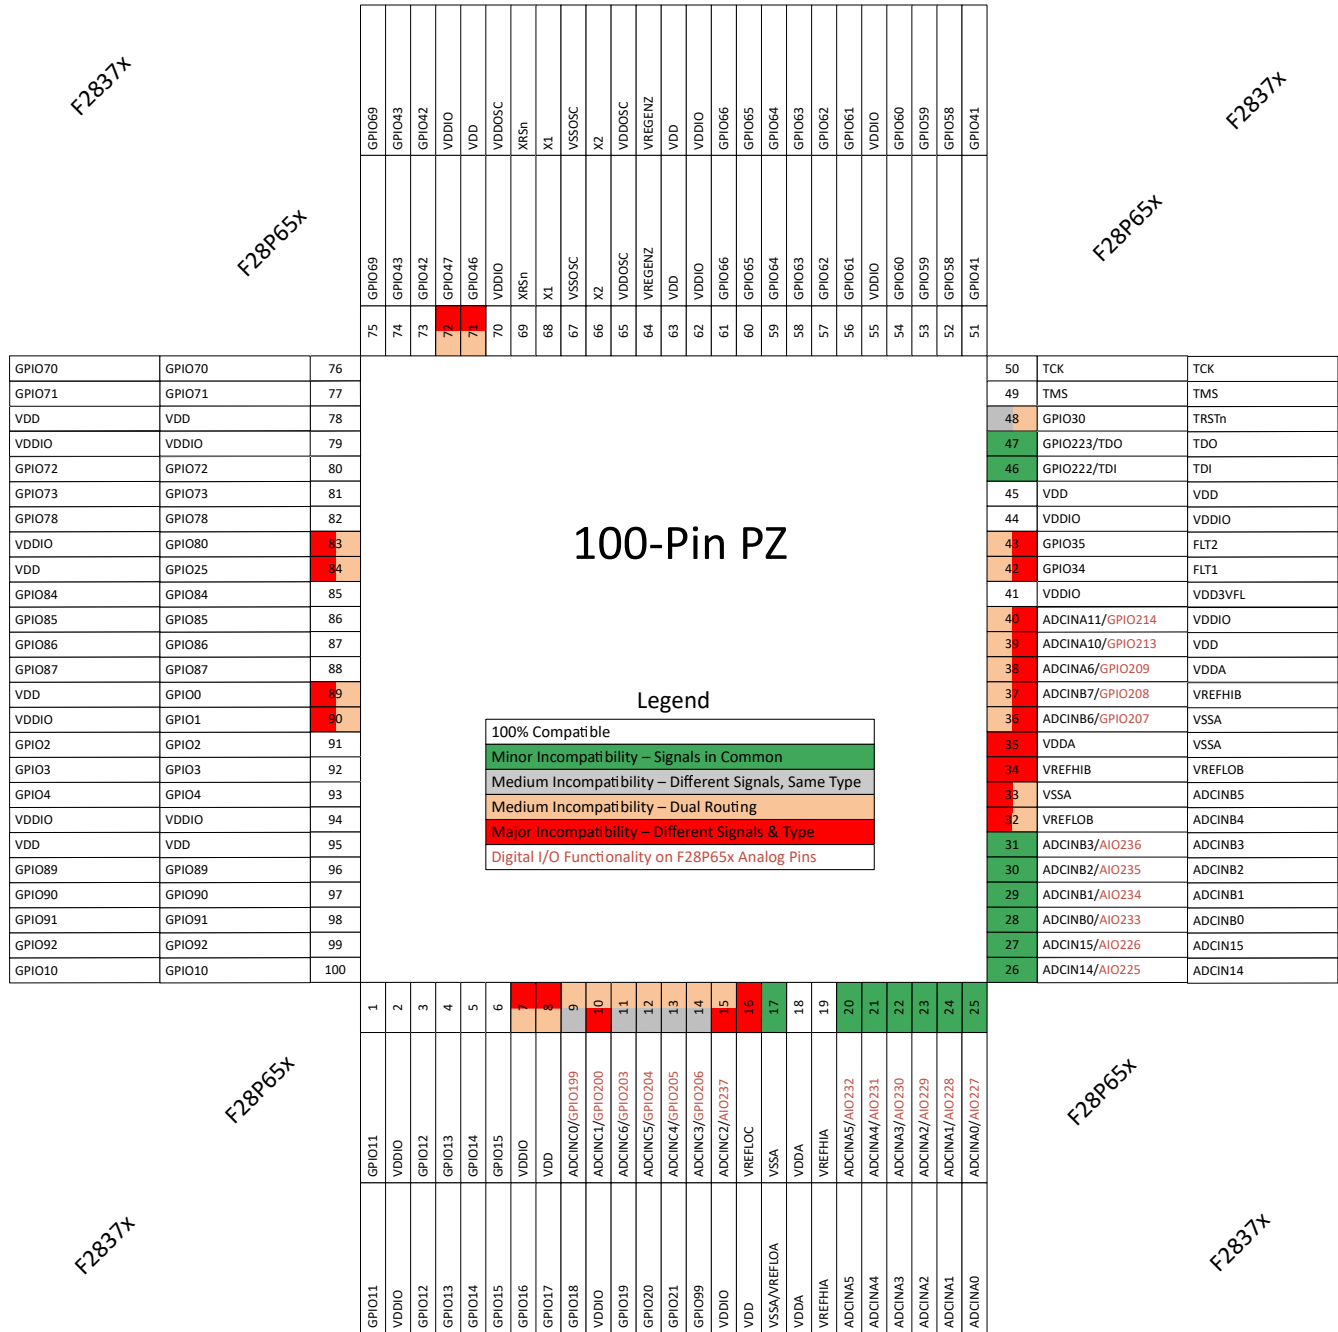 F2837x
F2837x
F28P65x
F28P65x
GPIO69
GPIO43
GPIO42
VDDIO
VDD
VDDOSC
XRSn
X1
VSSOSC
X2
VDDOSC
VREGENZ
VDD
VDDIO
GPIO66
GPIO65
GPIO64
GPIO63
GPIO62
GPIO61
VDDIO
GPIO60
GPIO59
GPIO58
GPIO41
GPIO69
GPIO43
GPIO42
GPIO47
GPIO46
VDDIO
XRSn
X1
VSSOSC
X2
VDDOSC
VREGENZ
VDD
VDDIO
GPIO66
GPIO65
GPIO64
GPIO63
GPIO62
GPIO61
VDDIO
GPIO60
GPIO59
GPIO58
GPIO41
75
74
73
72
71
70
69
68
67
66
65
64
63
62
61
60
59
58
57
56
55
54
53
52
51
GPIO70 GPIO70 76
GPIO71 GPIO71 77
VDD VDD 78
VDDIO VDDIO 79
GPIO72 GPIO72 80
GPIO73 GPIO73 81
GPIO78 GPIO78 82
VDDIO GPIO80 83
VDD GPIO25 84
GPIO84 GPIO84 85
GPIO85 GPIO85 86
GPIO86 GPIO86 87
GPIO87 GPIO87 88
VDD GPIO0 89
VDDIO GPIO1 90
GPIO2 GPIO2 91
GPIO3 GPIO3 92
GPIO4 GPIO4 93
VDDIO VDDIO 94
VDD VDD 95
GPIO89 GPIO89 96
GPIO90 GPIO90 97
GPIO91 GPIO91 98
GPIO92 GPIO92 99
GPIO10 GPIO10 100
100-Pin PZ
Legend
100% Compatible
Minor Incompatibility – Signals in Common
Medium Incompatibility – Different Signals, Same Type
Medium Incompatibility – Dual Routing
Major Incompatibility – Different Signals & Type
Digital I/O Functionality on F28P65x Analog Pins
50 TCK TCK
49 TMS TMS
48 GPIO30 TRSTn
47 GPIO223/TDO TDO
46 GPIO222/TDI TDI
45 VDD VDD
44 VDDIO VDDIO
43 GPIO35 FLT2
42 GPIO34 FLT1
41 VDDIO VDD3VFL
40 ADCINA11/GPIO214 VDDIO
39 ADCINA10/GPIO213 VDD
38 ADCINA6/GPIO209 VDDA
37 ADCINB7/GPIO208 VREFHIB
36 ADCINB6/GPIO207 VSSA
35 VDDA VSSA
34 VREFHIB VREFLOB
33 VSSA ADCINB5
32 VREFLOB ADCINB4
31 ADCINB3/AIO236 ADCINB3
30 ADCINB2/AIO235 ADCINB2
29 ADCINB1/AIO234 ADCINB1
28 ADCINB0/AIO233 ADCINB0
27 ADCIN15/AIO226 ADCIN15
26 ADCIN14/AIO225 ADCIN14
1
2
3
4
5
6
7
8
9
10
11
12
13
14
15
16
17
18
19
20
21
22
23
24
25
GPIO11
VDDIO
GPIO12
GPIO13
GPIO14
GPIO15
VDDIO
VDD
ADCINC0/GPIO199
ADCINC1/GPIO200
ADCINC6/GPIO203
ADCINC5/GPIO204
ADCINC4/GPIO205
ADCINC3/GPIO206
ADCINC2/AIO237
VREFLOC
VSSA
VDDA
VREFHIA
ADCINA5/AIO232
ADCINA4/AIO231
ADCINA3/AIO230
ADCINA2/AIO229
ADCINA1/AIO228
ADCINA0/AIO227
GPIO11
VDDIO
GPIO12
GPIO13
GPIO14
GPIO15
GPIO16
GPIO17
GPIO18
VDDIO
GPIO19
GPIO20
GPIO21
GPIO99
VDDIO
VDD
VSSA/VREFLOA
VDDA
VREFHIA
ADCINA5
ADCINA4
ADCINA3
ADCINA2
ADCINA1
ADCINA0
F28P65x
F28P65x
F2837x
F2837x